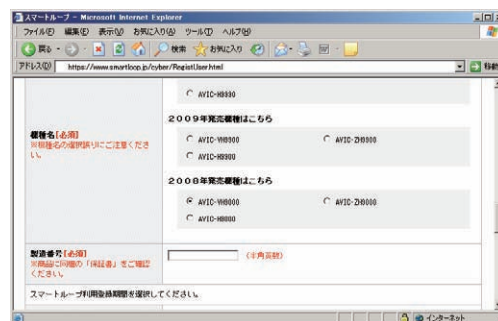 スマートループ - Microsoft Internet Explorer
ファイル(F) 編集(E) 表示(V) お気に入り(A) ツール(T) ヘルプ(H)
戻る 検索 お気に入り
アドレス(D) https://www.smartloop.jp/cyber/RegistUser.html 移動
AVIC-H9990
2009年発売機種はこちら
機種名[必須]
※機種名の選択誤りにご注意ください。
AVIC-VH9900 AVIC-ZH9900
AVIC-H9900
2008年発売機種はこちら
AVIC-VH9000 AVIC-ZH9000
AVIC-H9000
製造番号[必須]
※商品に同梱の「保証書」をご確認ください。
(半角英数)
スマートループ利用登録期間を選択してください。
インターネット